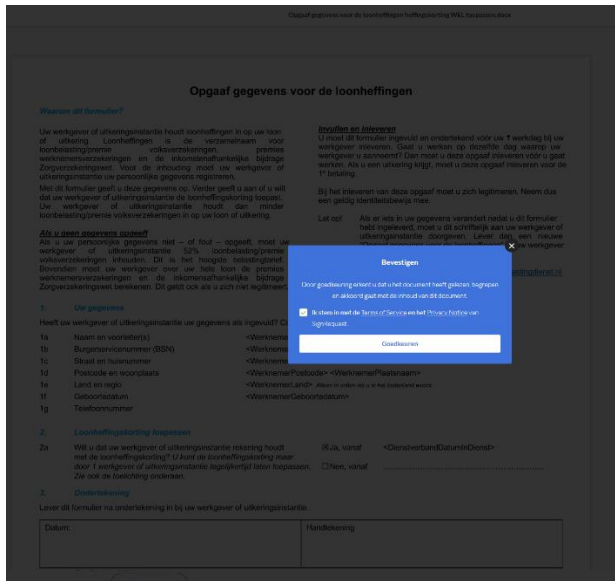 Opgaaf gegevens voor de loonheffingen heffingskorting WKL toepassen.docx
Opgaaf gegevens voor de loonheffingen
Waarom dit formulier?
Uw werkgever of uitkeringsinstantie houdt loonheffingen in op uw loon
of uitkering. Loonheffingen is de verzamelnaam voor
loonbelasting/premie volksverzekeringen, premies
werknemersverzekeringen en de inkomensafhankelijke bijdrage
Zorgverzekeringswet. Voor de inhouding moet uw werkgever of
uitkeringsinstantie uw persoonlijke gegevens registreren.
Met dit formulier geeft u deze gegevens op. Verder geeft u aan of u wilt
dat uw werkgever of uitkeringsinstantie de loonheffingskorting toepast.
Uw werkgever of uitkeringsinstantie houdt dan minder
loonbelasting/premie volksverzekeringen in op uw loon of uitkering.
Als u geen gegevens opgeeft
Als u uw persoonlijke gegevens niet – of fout – opgeeft, moet uw
werkgever of uitkeringsinstantie 52% loonbelasting/premie
volksverzekeringen inhouden. Dit is het hoogste belastingtarief.
Bovendien moet uw werkgever over uw hele loon de premies
werknemersverzekeringen en de inkomensafhankelijke bijdrage
Zorgverzekeringswet berekenen. Dit geldt ook als u zich niet legitimeert.
Invullen en inleveren
U moet dit formulier ingevuld en ondertekend vóór uw 1e werkdag bij uw
werkgever inleveren. Gaat u werken op dezelfde dag waarop uw
werkgever u aanneemt? Dan moet u deze opgaaf inleveren vóór u gaat
werken. Als u een uitkering krijgt, moet u deze opgaaf inleveren voor de
1e betaling.
Bij het inleveren van deze opgaaf moet u zich legitimeren. Neem dus
een geldig identiteitsbewijs mee.
Let op! Als er iets in uw gegevens verandert nadat u dit formulier
hebt ingeleverd, moet u dit schriftelijk aan uw werkgever of
uitkeringsinstantie doorgeven. Lever dan een nieuwe
uw werkgever
Bevestigen
Door goedkeuring erkent u dat u het document heeft gelezen, begrepen
en akkoord gaat met de inhoud van dit document.
Ik stem in met de Terms of Service en het Privacy Notice van
SignRequest.
Goedkeuren
1. Uw gegevens
Heeft uw werkgever of uitkeringsinstantie uw gegevens al ingevuld?
1a Naam en voorletter(s) <Werknemer
1b Burgerservicenummer (BSN) <Werknemer
1c Straat en huisnummer <Werknemer
1d Postcode en woonplaats <WerknemerPostcode> <WerknemerPlaatsnaam>
1e Land en regio <WerknemerLand> Alleen in vullen als u in het buitenland woont
1f Geboortedatum <WerknemerGeboortedatum>
1g Telefoonnummer
2. Loonheffingskorting toepassen
2a Wilt u dat uw werkgever of uitkeringsinstantie rekening houdt ☒Ja, vanaf <DienstverbandDatumInDienst>
met de loonheffingskorting? U kunt de loonheffingskorting maar
door 1 werkgever of uitkeringsinstantie tegelijkertijd laten toepassen. ☐Nee, vanaf
Zie ook de toelichting onderaan.
3. Ondertekening
Lever dit formulier na ondertekening in bij uw werkgever of uitkeringsinstantie.
Datum: Handtekening